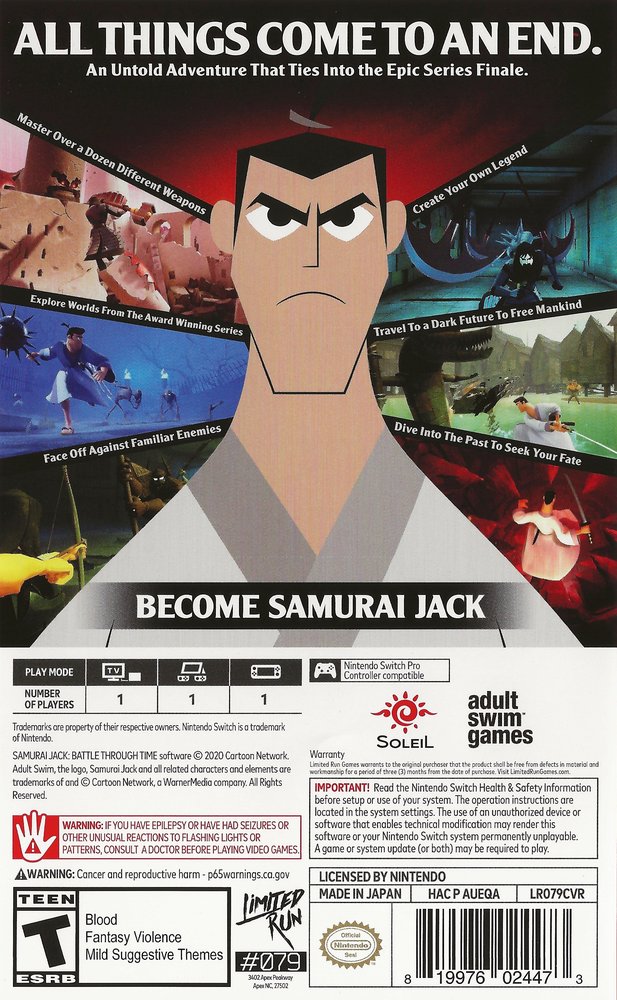 ALL THINGS COME TO AN END.
An Untold Adventure That Ties Into the Epic Series Finale.
Master Over a Dozen Different Weapons
Create Your Own Legend
Explore Worlds From The Award Winning Series
Travel To a Dark Future To Free Mankind
Face Off Against Familiar Enemies
Dive Into The Past To Seek Your Fate
BECOME SAMURAI JACK
PLAY MODE
TV
NUMBER
OF PLAYERS
1
1
1
Nintendo Switch Pro
Controller compatible
Trademarks are property of their respective owners. Nintendo Switch is a trademark
of Nintendo.
SAMURAI JACK: BATTLE THROUGH TIME software © 2020 Cartoon Network.
Adult Swim, the logo, Samurai Jack and all related characters and elements are
trademarks of and © Cartoon Network, a WarnerMedia company. All Rights
Reserved.
SOLEIL
adult
swim
games
Warranty
Limited Run Games warrants to the original purchaser that the product shall be free from defects in material and
workmanship for a period of three (3) months from the date of purchase. Visit LimitedRunGames.com.
WARNING: IF YOU HAVE EPILEPSY OR HAVE HAD SEIZURES OR
OTHER UNUSUAL REACTIONS TO FLASHING LIGHTS OR
PATTERNS, CONSULT A DOCTOR BEFORE PLAYING VIDEO GAMES.
IMPORTANT! Read the Nintendo Switch Health & Safety Information
before setup or use of your system. The operation instructions are
located in the system settings. The use of an unauthorized device or
software that enables technical modification may render this
software or your Nintendo Switch system permanently unplayable.
A game or system update (or both) may be required to play.
WARNING: Cancer and reproductive harm - p65warnings.ca.gov
TEEN
T
ESRB
Blood
Fantasy Violence
Mild Suggestive Themes
LIMITED
RUN
#079
3402 Apex Peakway
Apex NC, 27502
LICENSED BY NINTENDO
MADE IN JAPAN
HAC P AUEQA
LR079CVR
Official
Nintendo
Seal
8 19976 02447 3